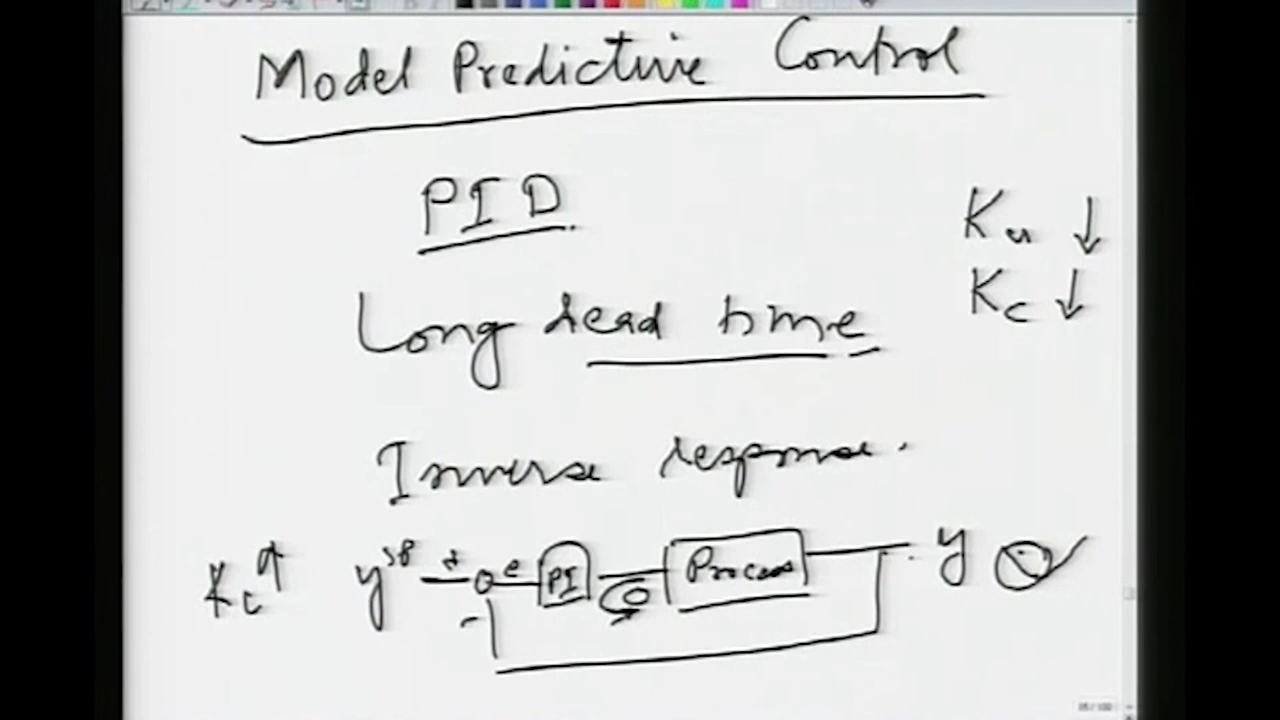 Model Predictive Control
PID.
Ku ↓
Kc ↓
Long dead time
Inverse response.
Kc ↑ y^sp + e PI Process y
-